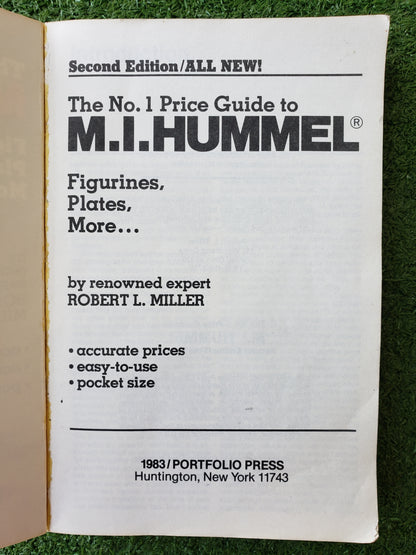 Second Edition/ALL NEW!
The No. 1 Price Guide to
M.I.HUMMEL®
Figurines,
Plates,
More...
by renowned expert
ROBERT L. MILLER
• accurate prices
• easy-to-use
• pocket size
1983/PORTFOLIO PRESS
Huntington, New York 11743